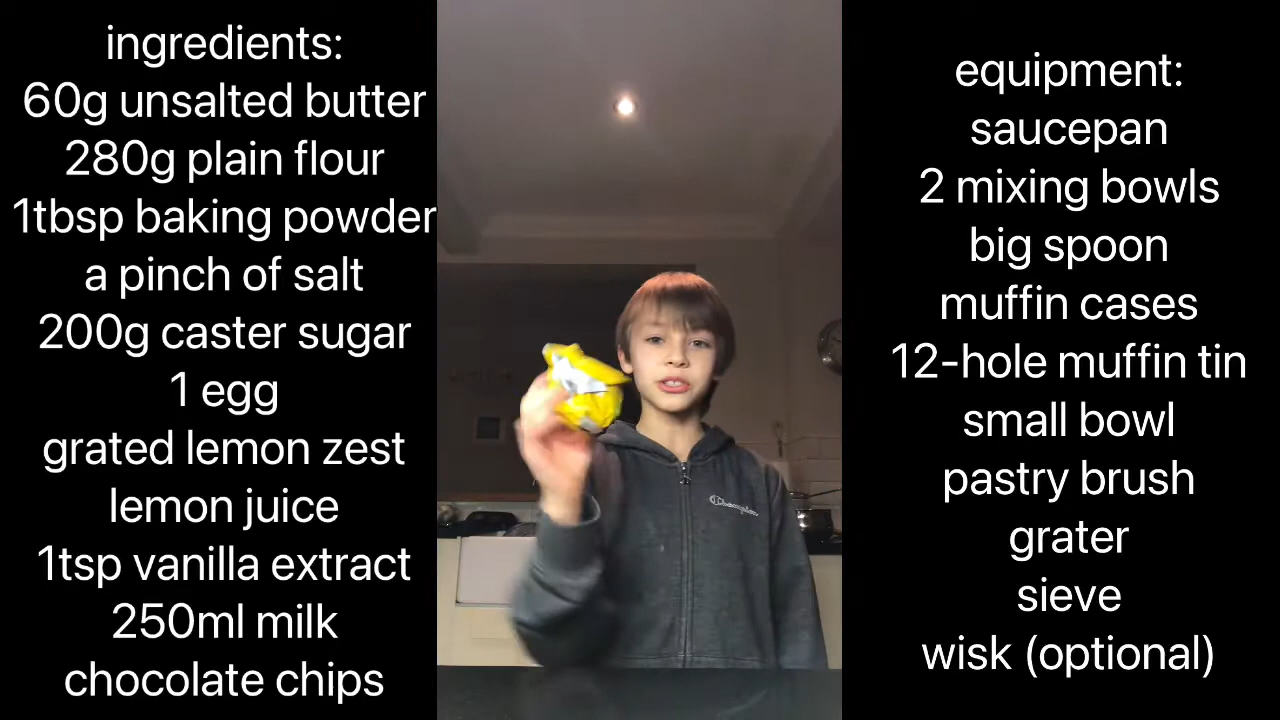 ingredients:
60g unsalted butter
280g plain flour
1tbsp baking powder
a pinch of salt
200g caster sugar
1 egg
grated lemon zest
lemon juice
1tsp vanilla extract
250ml milk
chocolate chips
Champion
equipment:
saucepan
2 mixing bowls
big spoon
muffin cases
12-hole muffin tin
small bowl
pastry brush
grater
sieve
wisk (optional)